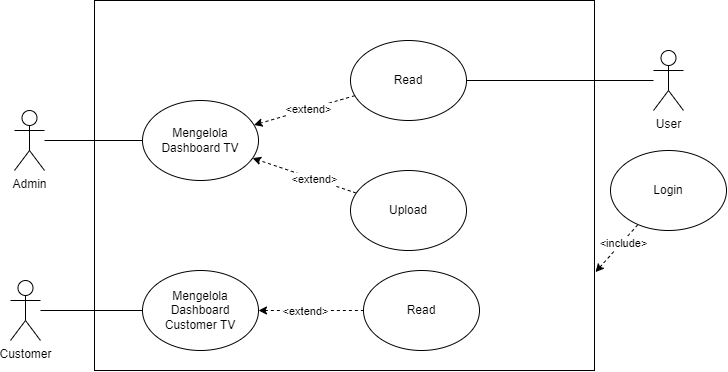 Read
<extend>
User
Mengelola
Dashboard TV
Admin
<extend>
Login
Upload
<include>
Mengelola
Dashboard
Customer TV
<extend>
Read
Customer